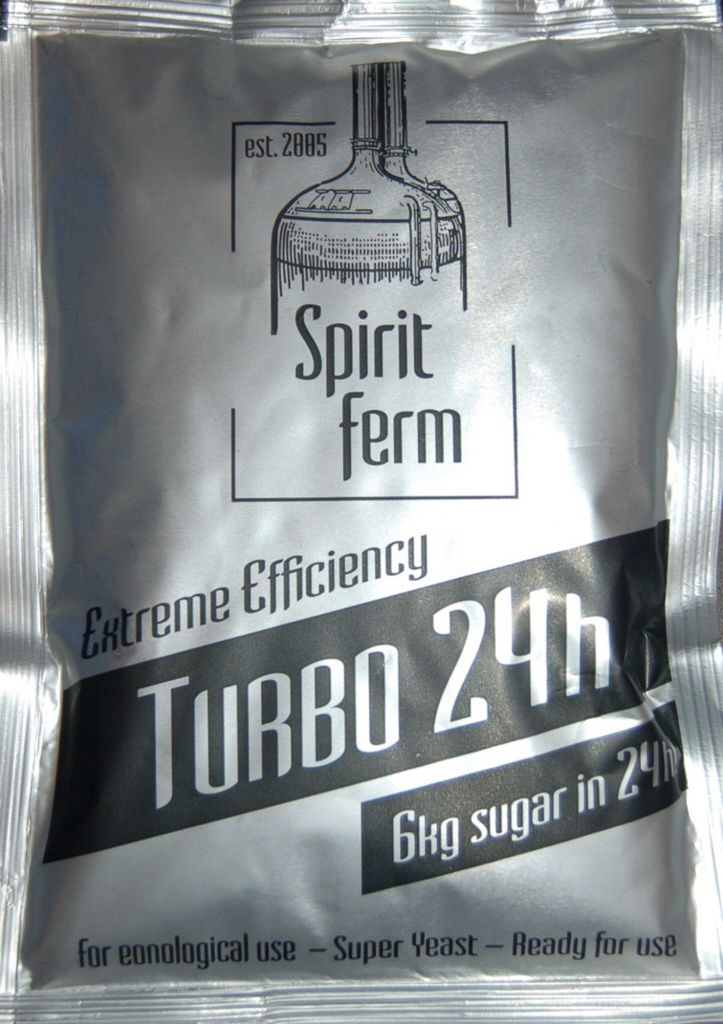 est. 2005
Spirit
ferm
Extreme Efficiency
TURBO 24h
6kg sugar in 24h
for eonological use – Super Yeast – Ready for use